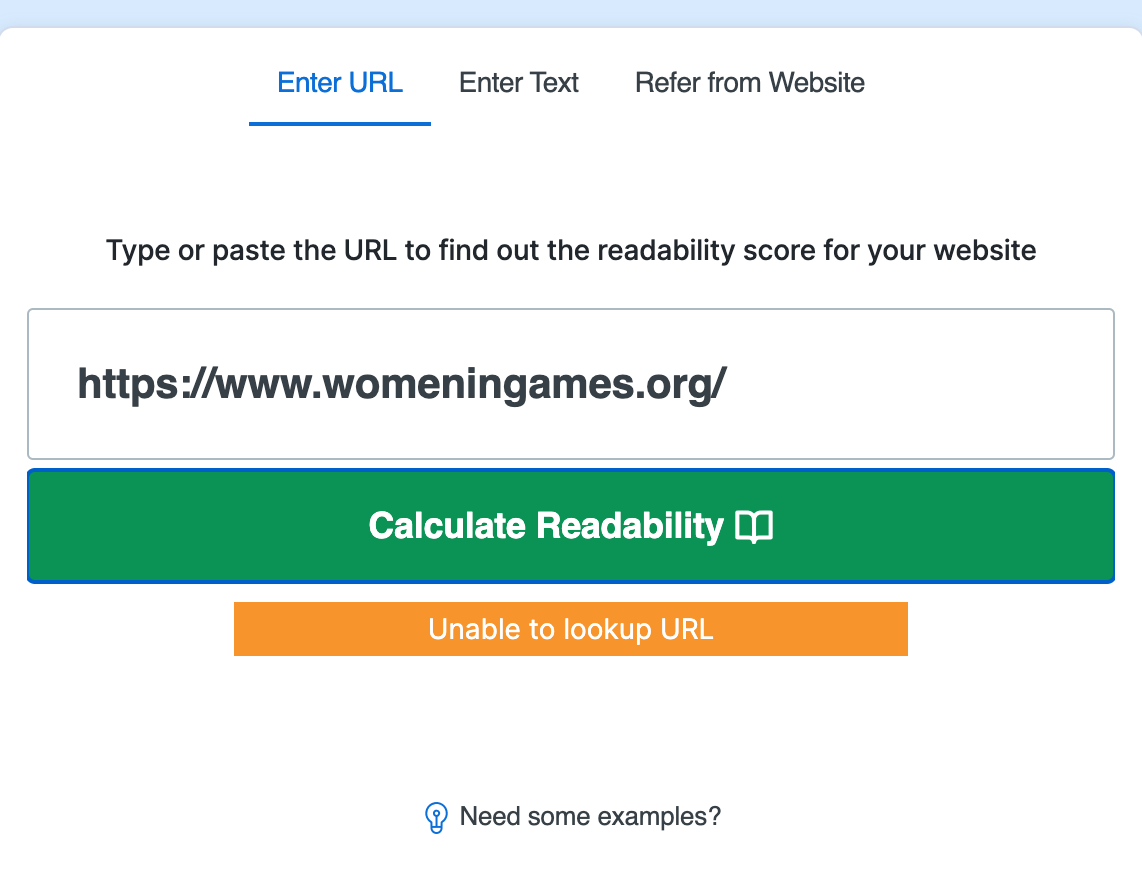 Enter URL
Enter Text
Refer from Website
Type or paste the URL to find out the readability score for your website
https://www.womeningames.org/
Calculate Readability
Unable to lookup URL
Need some examples?